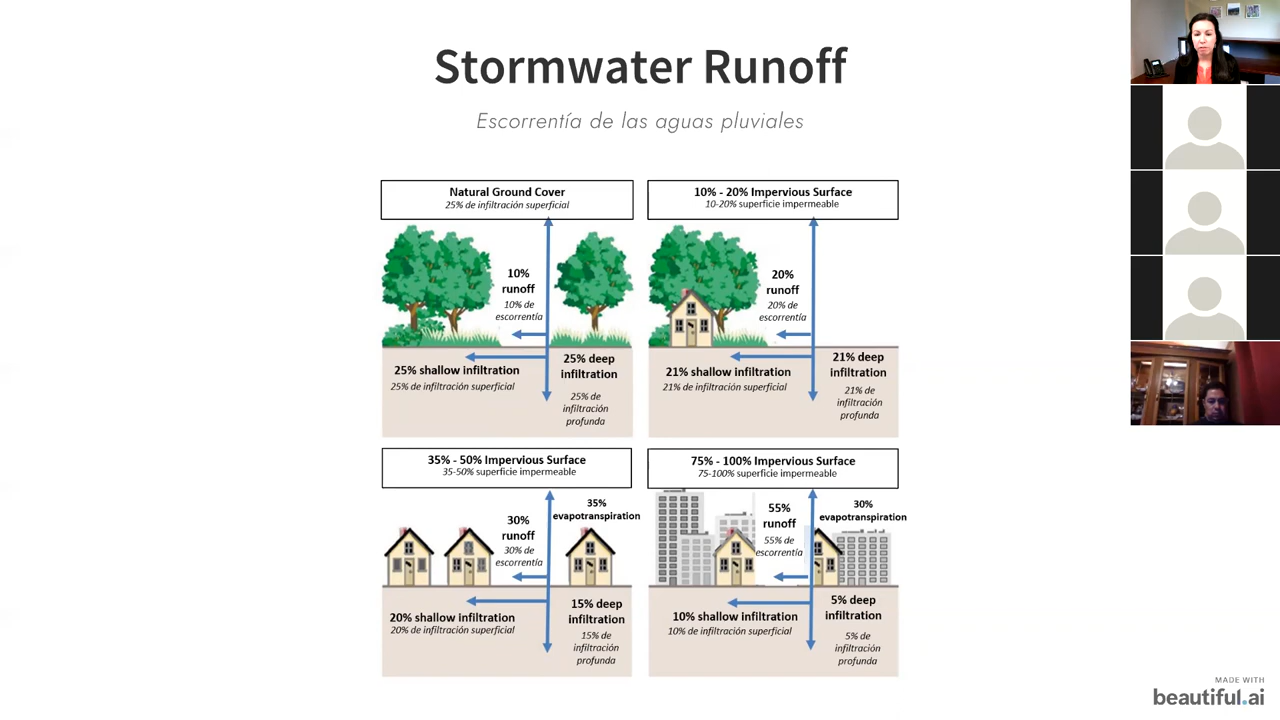 Stormwater Runoff
Escorrentía de las aguas pluviales
Natural Ground Cover
25% de infiltración superficial
10%
runoff
10% de
escorrentía
25% shallow infiltration
25% de infiltración superficial
25% deep
infiltration
25% de
infiltración
profunda
10% - 20% Impervious Surface
10-20% superficie impermeable
20%
runoff
20% de
escorrentía
21% shallow infiltration
21% de infiltración superficial
21% deep
infiltration
21% de
infiltración
profunda
35% - 50% Impervious Surface
35-50% superficie impermeable
35%
evapotranspiration
30%
runoff
30% de
escorrentía
20% shallow infiltration
20% de infiltración superficial
15% deep
infiltration
15% de
infiltración
profunda
75% - 100% Impervious Surface
75-100% superficie impermeable
30%
evapotranspiration
55%
runoff
55% de
escorrentía
10% shallow infiltration
10% de infiltración superficial
5% deep
infiltration
5% de
infiltración
profunda
MADE WITH
beautiful.ai